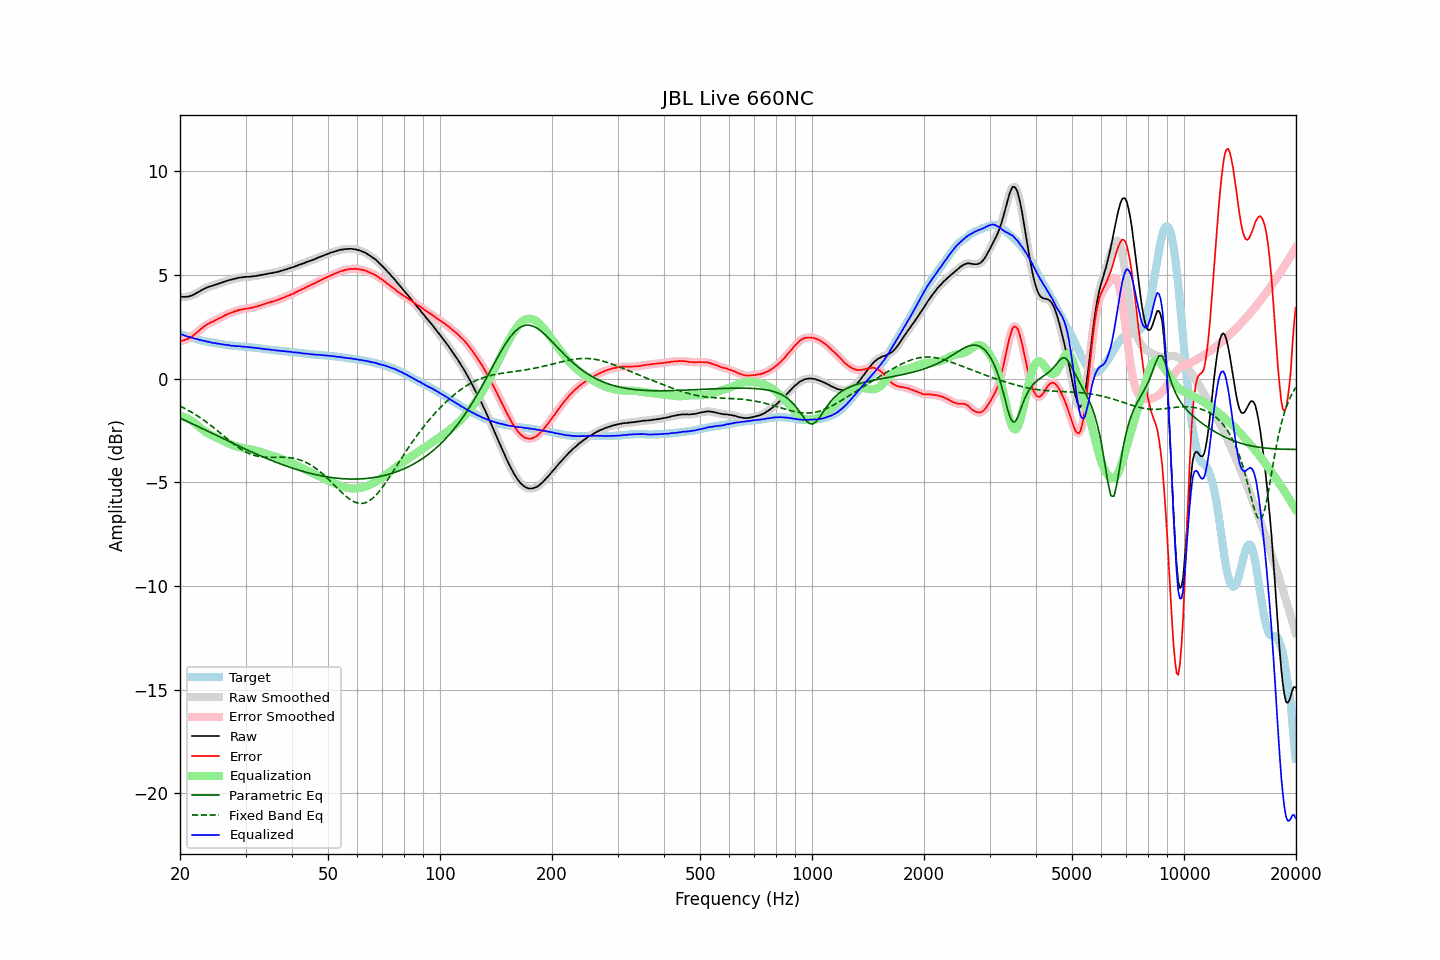 JBL Live 660NC
Amplitude (dBr)
10
5
0
−5
−10
−15
−20
Target
Raw Smoothed
Error Smoothed
Raw
Error
Equalization
Parametric Eq
Fixed Band Eq
Equalized
20 50 100 200 500 1000 2000 5000 10000 20000
Frequency (Hz)